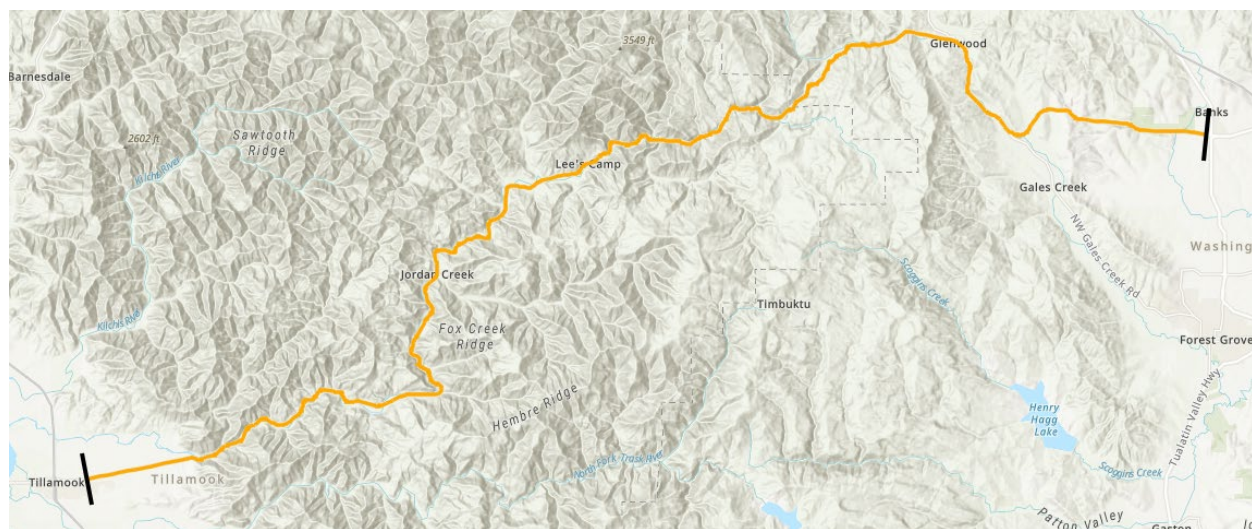 3549 ft
Glenwood
Barnesdale
Banks
2602 ft
Sawtooth
Ridge
Lee's Camp
Kilchis River
Gales Creek
NW Gales Creek Rd
Washing
Jordan Creek
Scoggins Creek
Timbuktu
Kilchis River
Fox Creek
Ridge
Forest Grove
Hembre Ridge
Henry
Hagg
Lake
Tualatin Valley Hwy
North Fork Trask River
Scoggins Creek
Tillamook
Tillamook
Patton Valley
Gaston